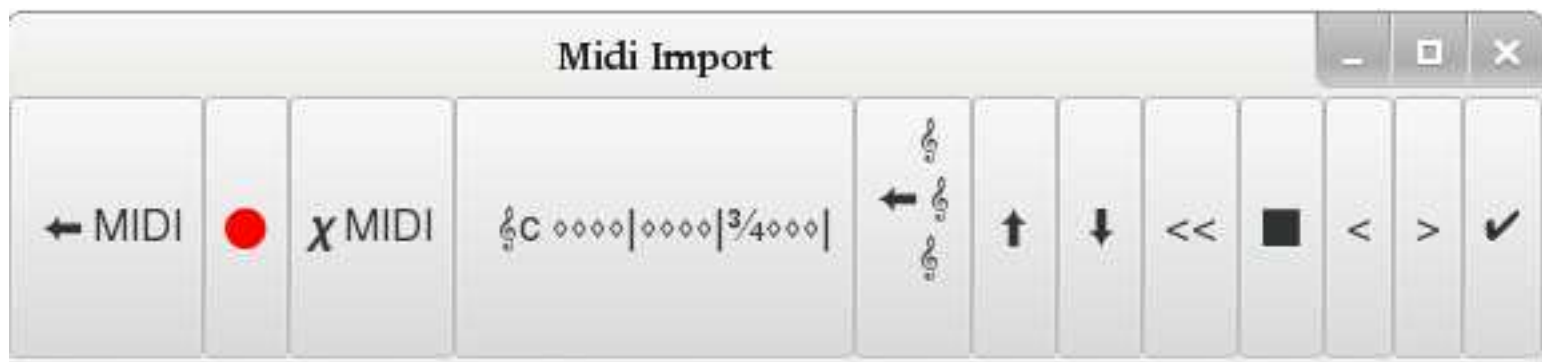 Midi Import
⬅ MIDI
● χ MIDI
𝄞C ⋄⋄⋄⋄|⋄⋄⋄⋄|¾⋄⋄⋄|
𝄞
⬅ 𝄞
𝄞
⬆ ⬇ << ■ < > ✔